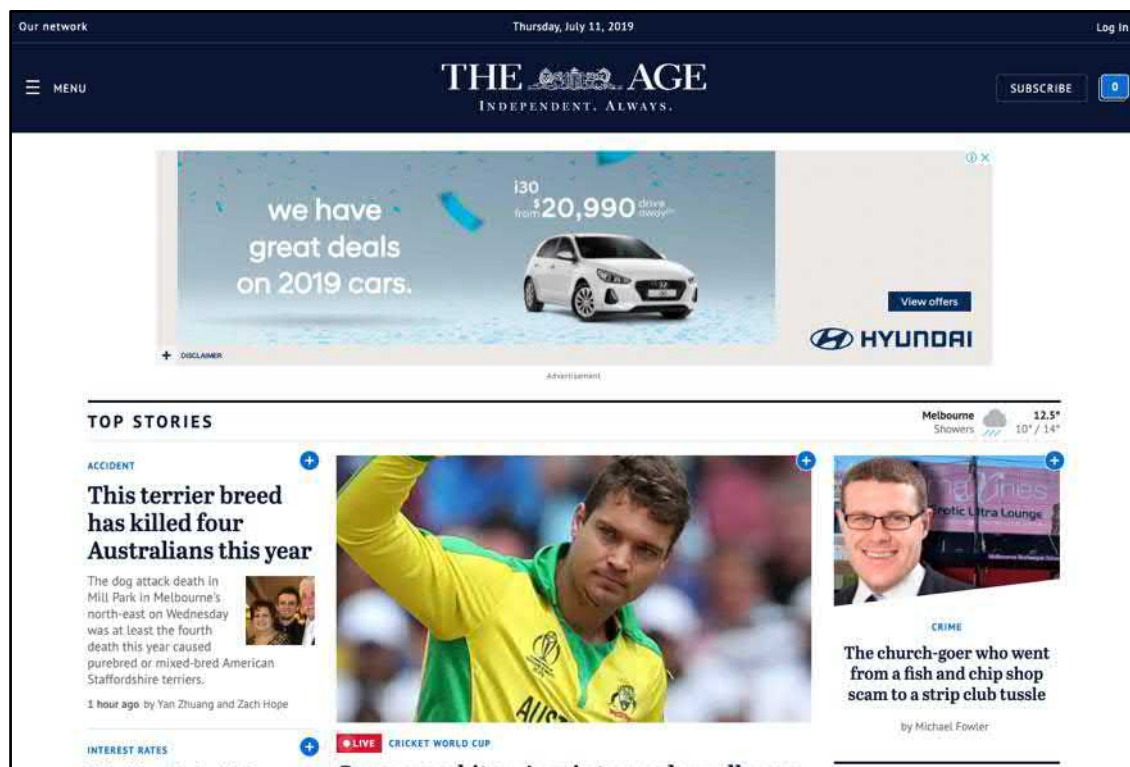 Our network
Thursday, July 11, 2019
Log In
MENU
THE AGE
INDEPENDENT. ALWAYS.
SUBSCRIBE
0
we have
great deals
on 2019 cars.
i30
from $20,990 drive away
View offers
HYUNDAI
DISCLAIMER
Advertisement
TOP STORIES
Melbourne 12.5°
Showers 10° / 14°
ACCIDENT
This terrier breed
has killed four
Australians this year
The dog attack death in
Mill Park in Melbourne's
north-east on Wednesday
was at least the fourth
death this year caused
purebred or mixed-bred American
Staffordshire terriers.
1 hour ago by Yan Zhuang and Zach Hope
INTEREST RATES
AUST
LIVE CRICKET WORLD CUP
Lounge
CRIME
The church-goer who went
from a fish and chip shop
scam to a strip club tussle
by Michael Fowler